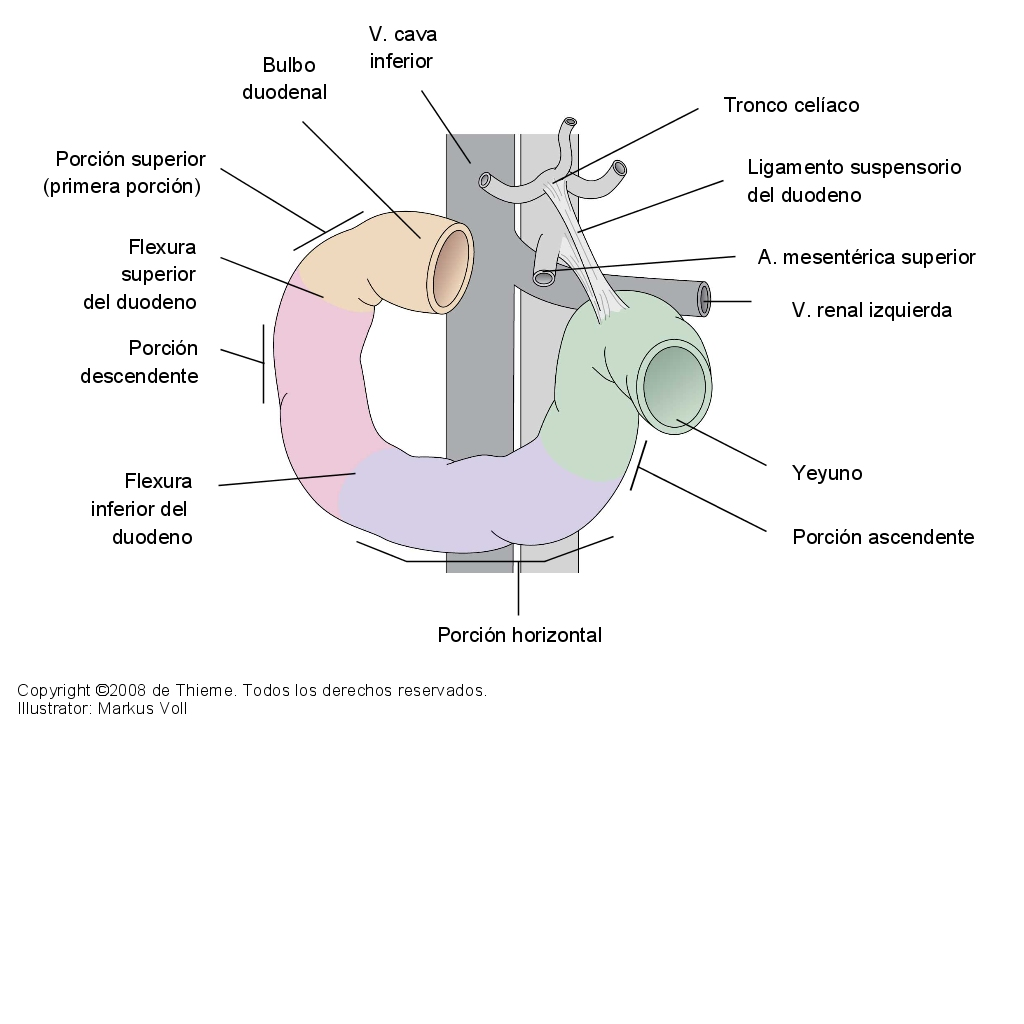 V. cava
inferior
Bulbo
duodenal
Tronco celíaco
Porción superior
(primera porción)
Ligamento suspensorio
del duodeno
Flexura
superior
del duodeno
A. mesentérica superior
V. renal izquierda
Porción
descendente
Flexura
inferior del
duodeno
Yeyuno
Porción ascendente
Porción horizontal
Copyright ©2008 de Thieme. Todos los derechos reservados.
Illustrator: Markus Voll